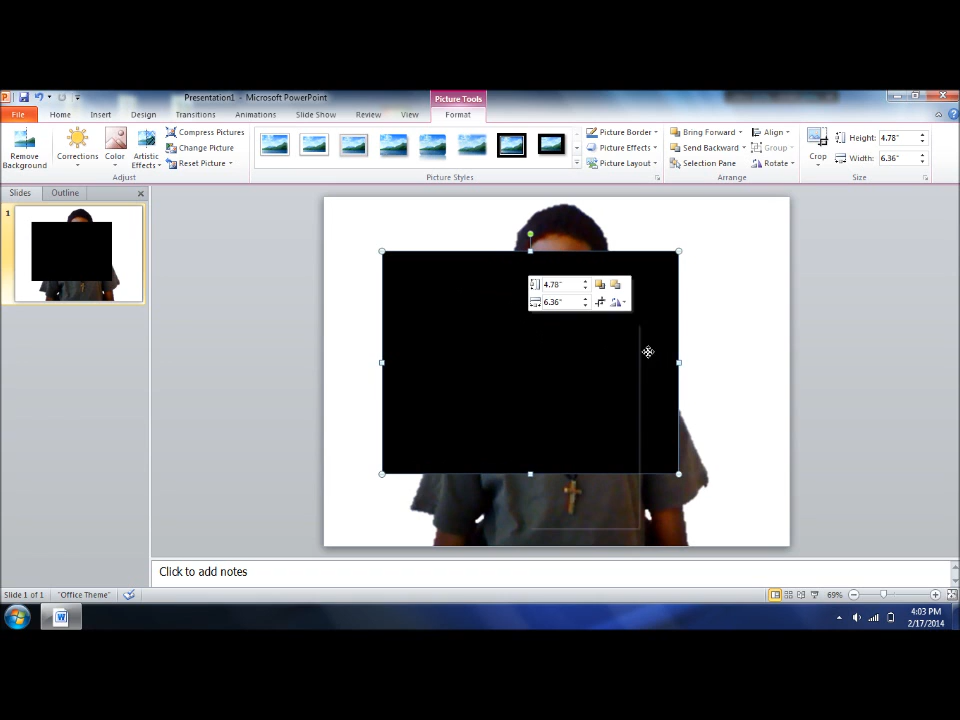 Presentation1 - Microsoft PowerPoint
Picture Tools
File Home Insert Design Transitions Animations Slide Show Review View Format
Remove Background
Corrections
Color
Artistic Effects
Compress Pictures
Change Picture
Reset Picture
Adjust
Picture Styles
Picture Border
Picture Effects
Picture Layout
Bring Forward
Send Backward
Selection Pane
Align
Group
Rotate
Arrange
Crop
Height: 4.78"
Width: 6.36"
Size
Slides Outline
1
4.78"
6.36"
Click to add notes
Slide 1 of 1 "Office Theme" 69%
4:03 PM
2/17/2014